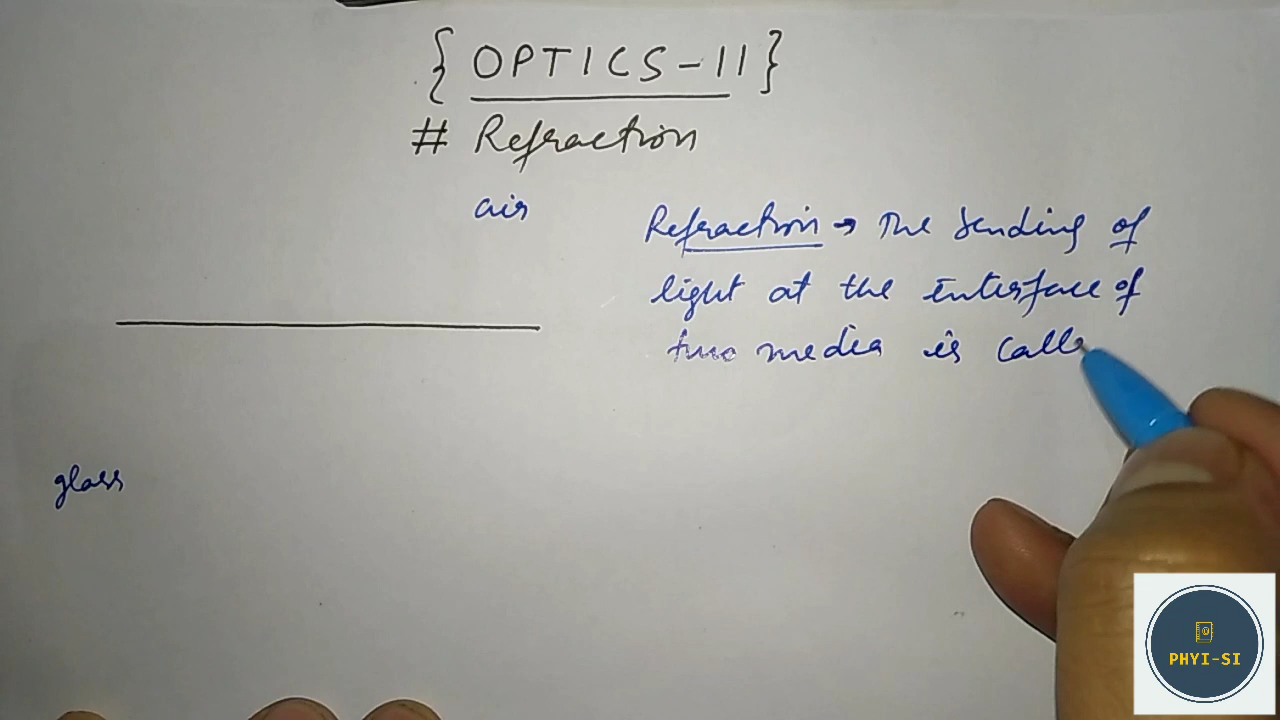 { OPTICS-II }
# Refraction
air
Refraction → The bending of
light at the interface of
two media is calle
glass
PHYI-SI